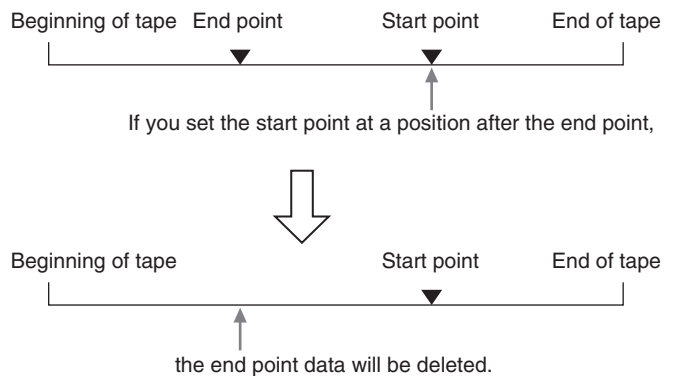 Beginning of tape End point Start point End of tape
If you set the start point at a position after the end point,
Beginning of tape Start point End of tape
the end point data will be deleted.